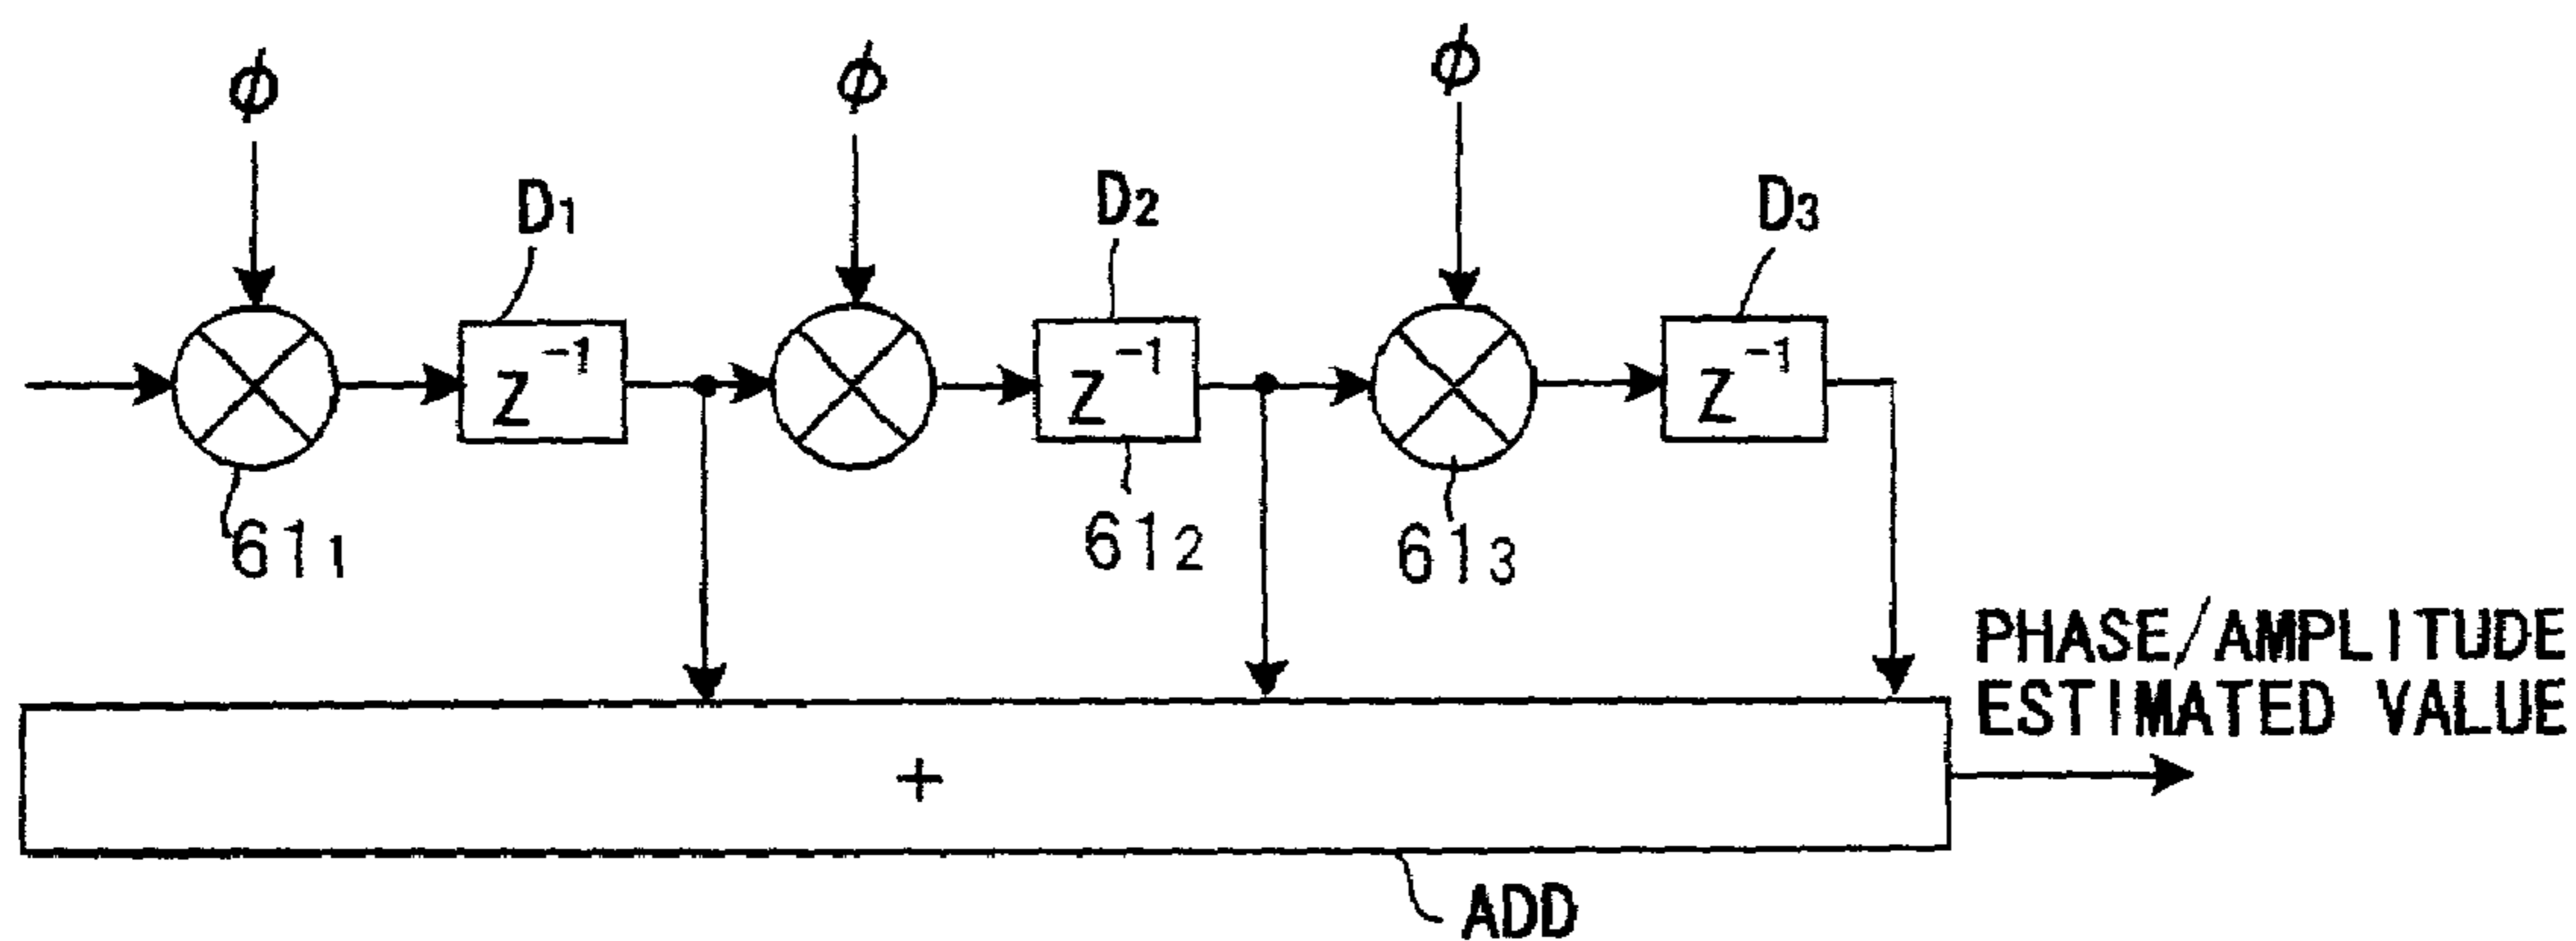 ϕ ϕ ϕ
D₁ D₂ D₃
Z⁻¹ Z⁻¹ Z⁻¹
61₁ 61₂ 61₃
PHASE/AMPLITUDE
ESTIMATED VALUE
+
ADD